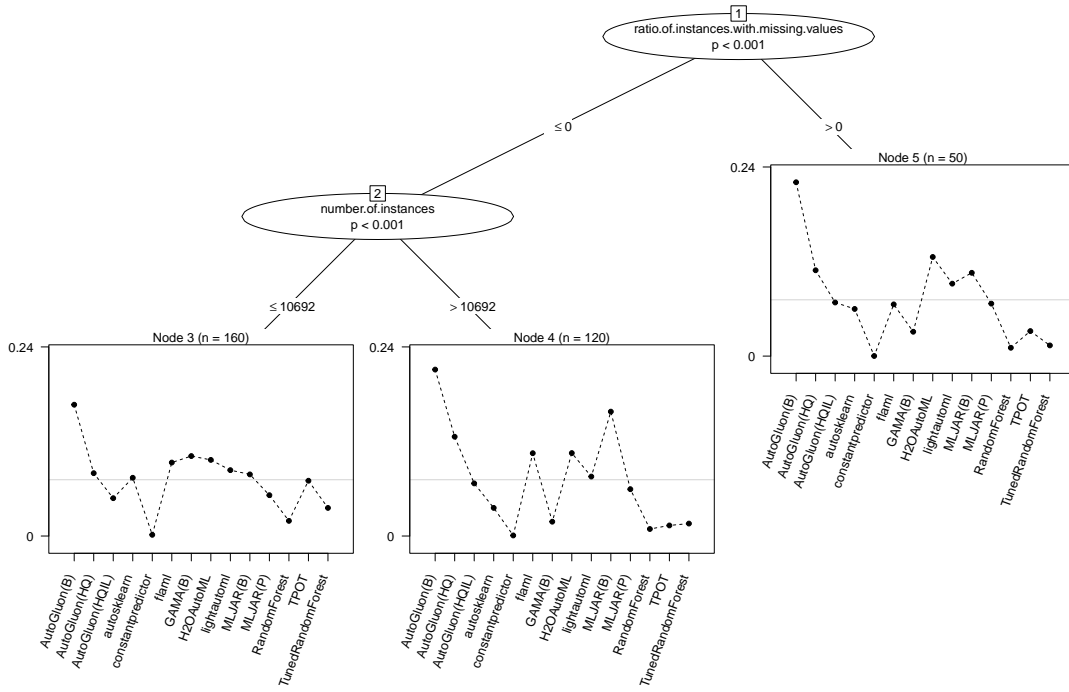 1
ratio.of.instances.with.missing.values
p < 0.001
≤ 0
> 0
2
number.of.instances
p < 0.001
≤ 10692
> 10692
Node 3 (n = 160)
0.24
0
AutoGluon(B)
AutoGluon(HQ)
AutoGluon(HQIL)
autosklearn
constantpredictor
flaml
GAMA(B)
H2OAutoML
lightautoml
MLJAR(B)
MLJAR(P)
RandomForest
TPOT
TunedRandomForest
Node 4 (n = 120)
0.24
0
AutoGluon(B)
AutoGluon(HQ)
AutoGluon(HQIL)
autosklearn
constantpredictor
flaml
GAMA(B)
H2OAutoML
lightautoml
MLJAR(B)
MLJAR(P)
RandomForest
TPOT
TunedRandomForest
Node 5 (n = 50)
0.24
0
AutoGluon(B)
AutoGluon(HQ)
AutoGluon(HQIL)
autosklearn
constantpredictor
flaml
GAMA(B)
H2OAutoML
lightautoml
MLJAR(B)
MLJAR(P)
RandomForest
TPOT
TunedRandomForest